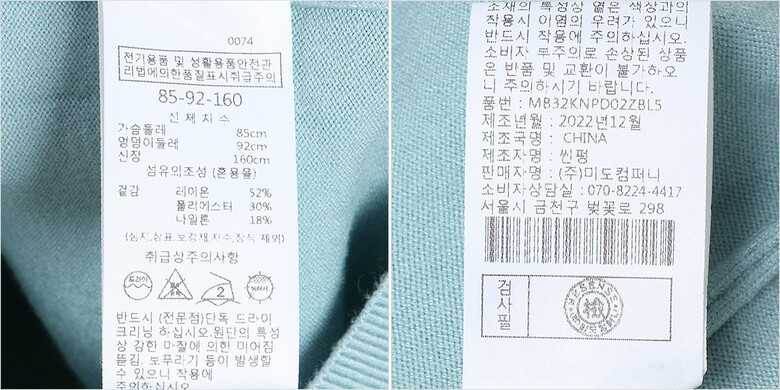 0074
전기용품 및 생활용품안전관
리법에의한품질표시취급주의
85-92-160
신체치수
가슴둘레 85cm
엉덩이둘레 92cm
신장 160cm
섬유의조성 (혼용율)
겉감 레이온 52%
폴리에스터 30%
나일론 18%
(심지,상표,보강재,자수,장식 제외)
취급상주의사항
드라이
2
반드시 (전문점)단독 드라이
크리닝 하십시오.원단의 특성
상 강한 마찰에 의한 미어짐
뜯김, 보푸라기 등이 발생할
수 있으니 착용에
주의하십시오
소재의 특성상 짙은 색상과의
착용시 이염의 우려가 있으니
반드시 착용에 주의하십시오.
소비자 부주의로 손상된 상품
은 반품 및 교환이 불가하오
니 주의하시기 바랍니다.
품번 : MB32KNPD02ZBL5
제조년월 : 2022년12월
제조국명 : CHINA
제조자명 : 썬펑
판매자명 : (주)미도컴퍼니
소비자상담실 : 070-8224-4417
서울시 금천구 벚꽃로 298
검사필
檢